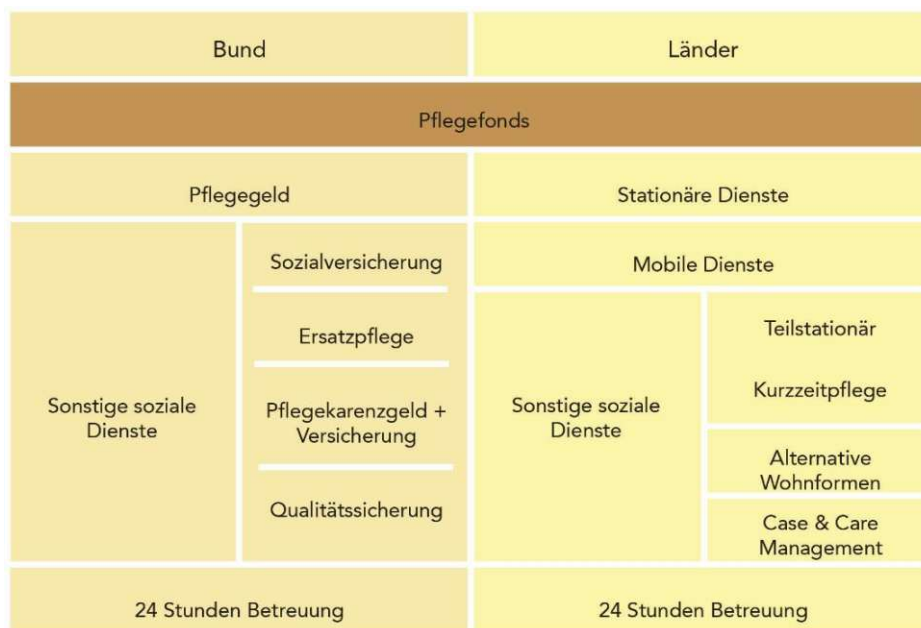 Bund
Länder
Pflegefonds
Pflegegeld
Stationäre Dienste
Sonstige soziale
Dienste
Sozialversicherung
Ersatzpflege
Pflegekarenzgeld +
Versicherung
Qualitätssicherung
Mobile Dienste
Sonstige soziale
Dienste
Teilstationär
Kurzzeitpflege
Alternative
Wohnformen
Case & Care
Management
24 Stunden Betreuung
24 Stunden Betreuung